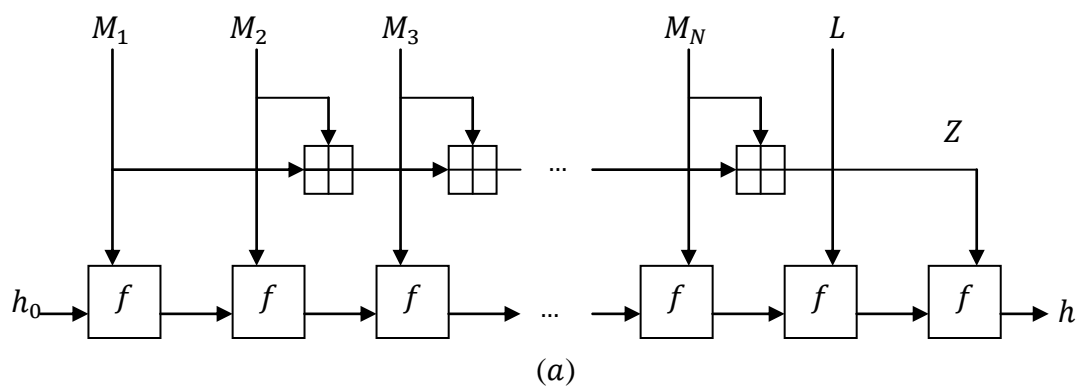 M₁ M₂ M₃ M_N L
Z
...
h₀ f f f ... f f f h
(a)